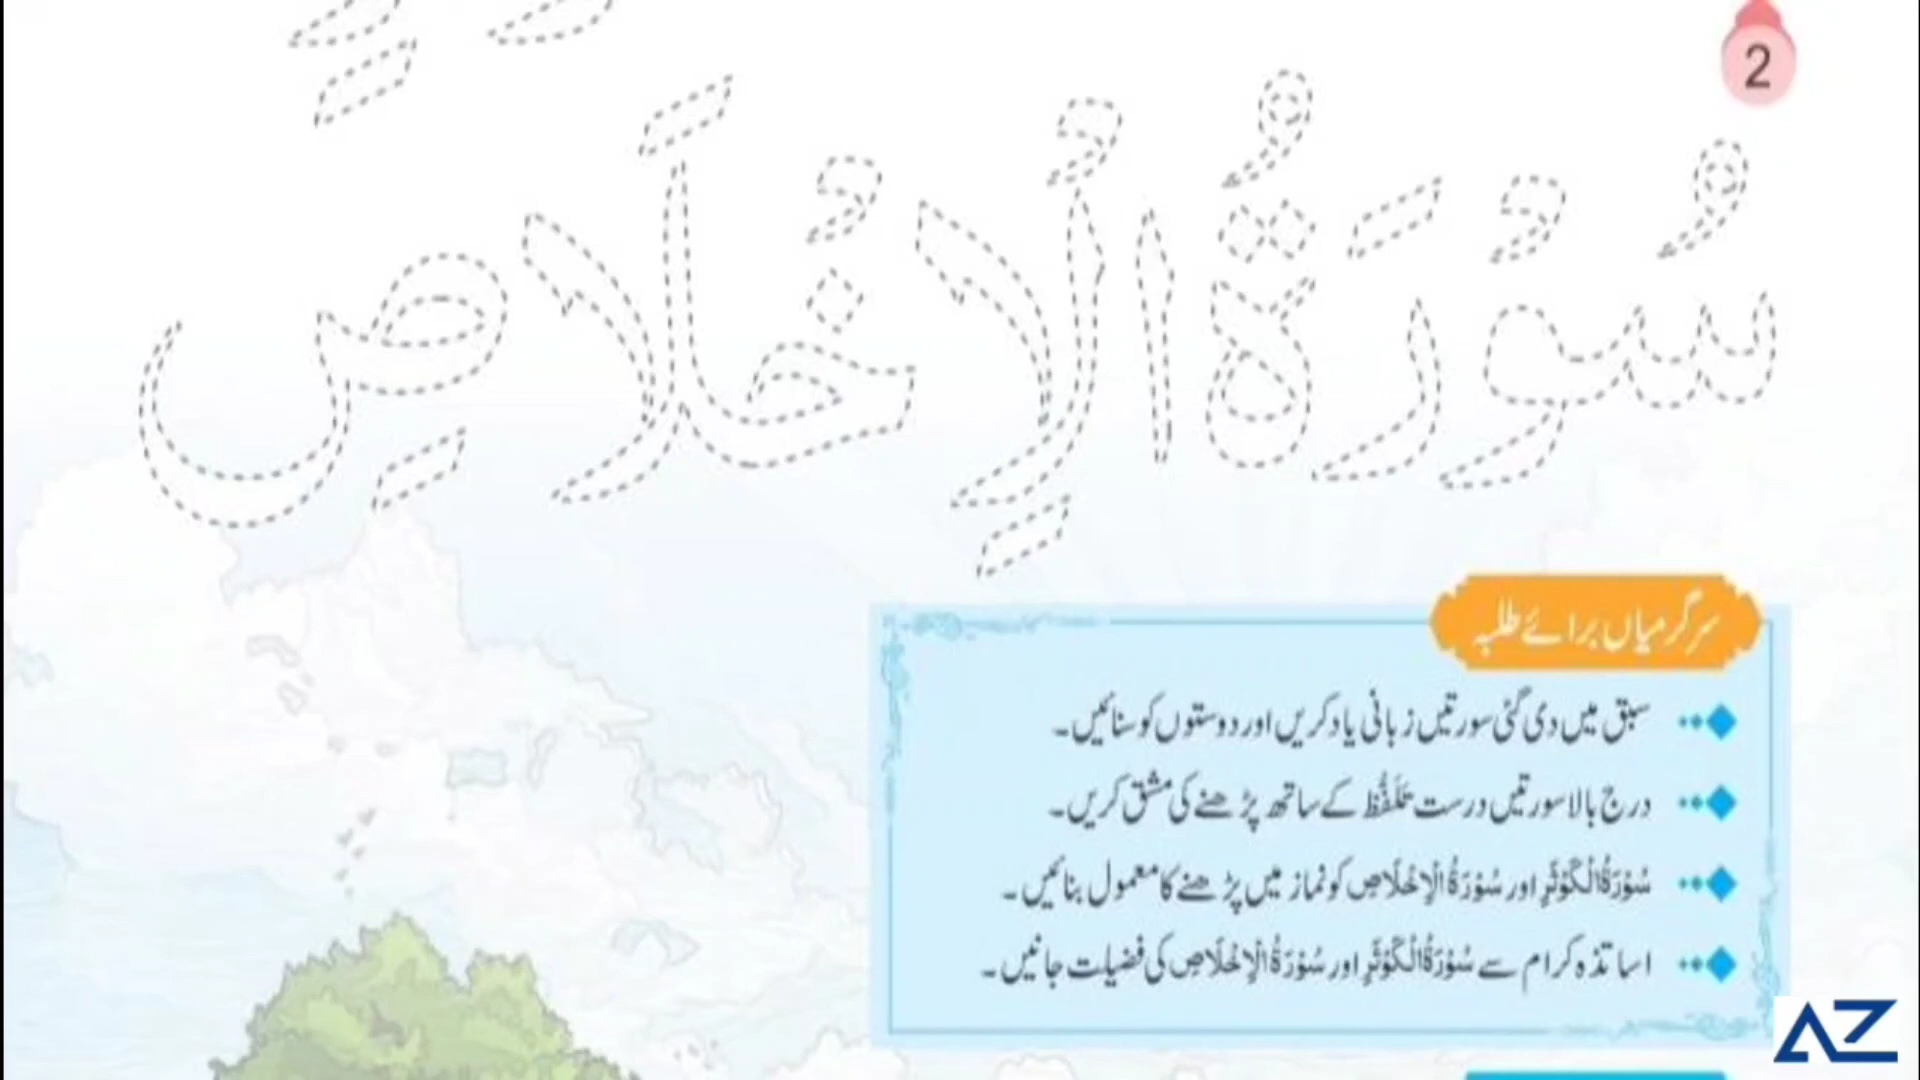 2
سُوْرَۃُ الْاِخْلَاصِ
سرگرمیاں برائے طلبہ
سبق میں دی گئی سورتیں زبانی یاد کریں اور دوستوں کو سنائیں۔
درج بالا سورتیں درست تَلَفُّظ کے ساتھ پڑھنے کی مشق کریں۔
سُوْرَۃُ الْکَوْثَرِ اور سُوْرَۃُ الْاِخْلَاصِ کو نماز میں پڑھنے کا معمول بنائیں۔
اساتذہ کرام سے سُوْرَۃُ الْکَوْثَرِ اور سُوْرَۃُ الْاِخْلَاصِ کی فضیلت جانیں۔
AZ